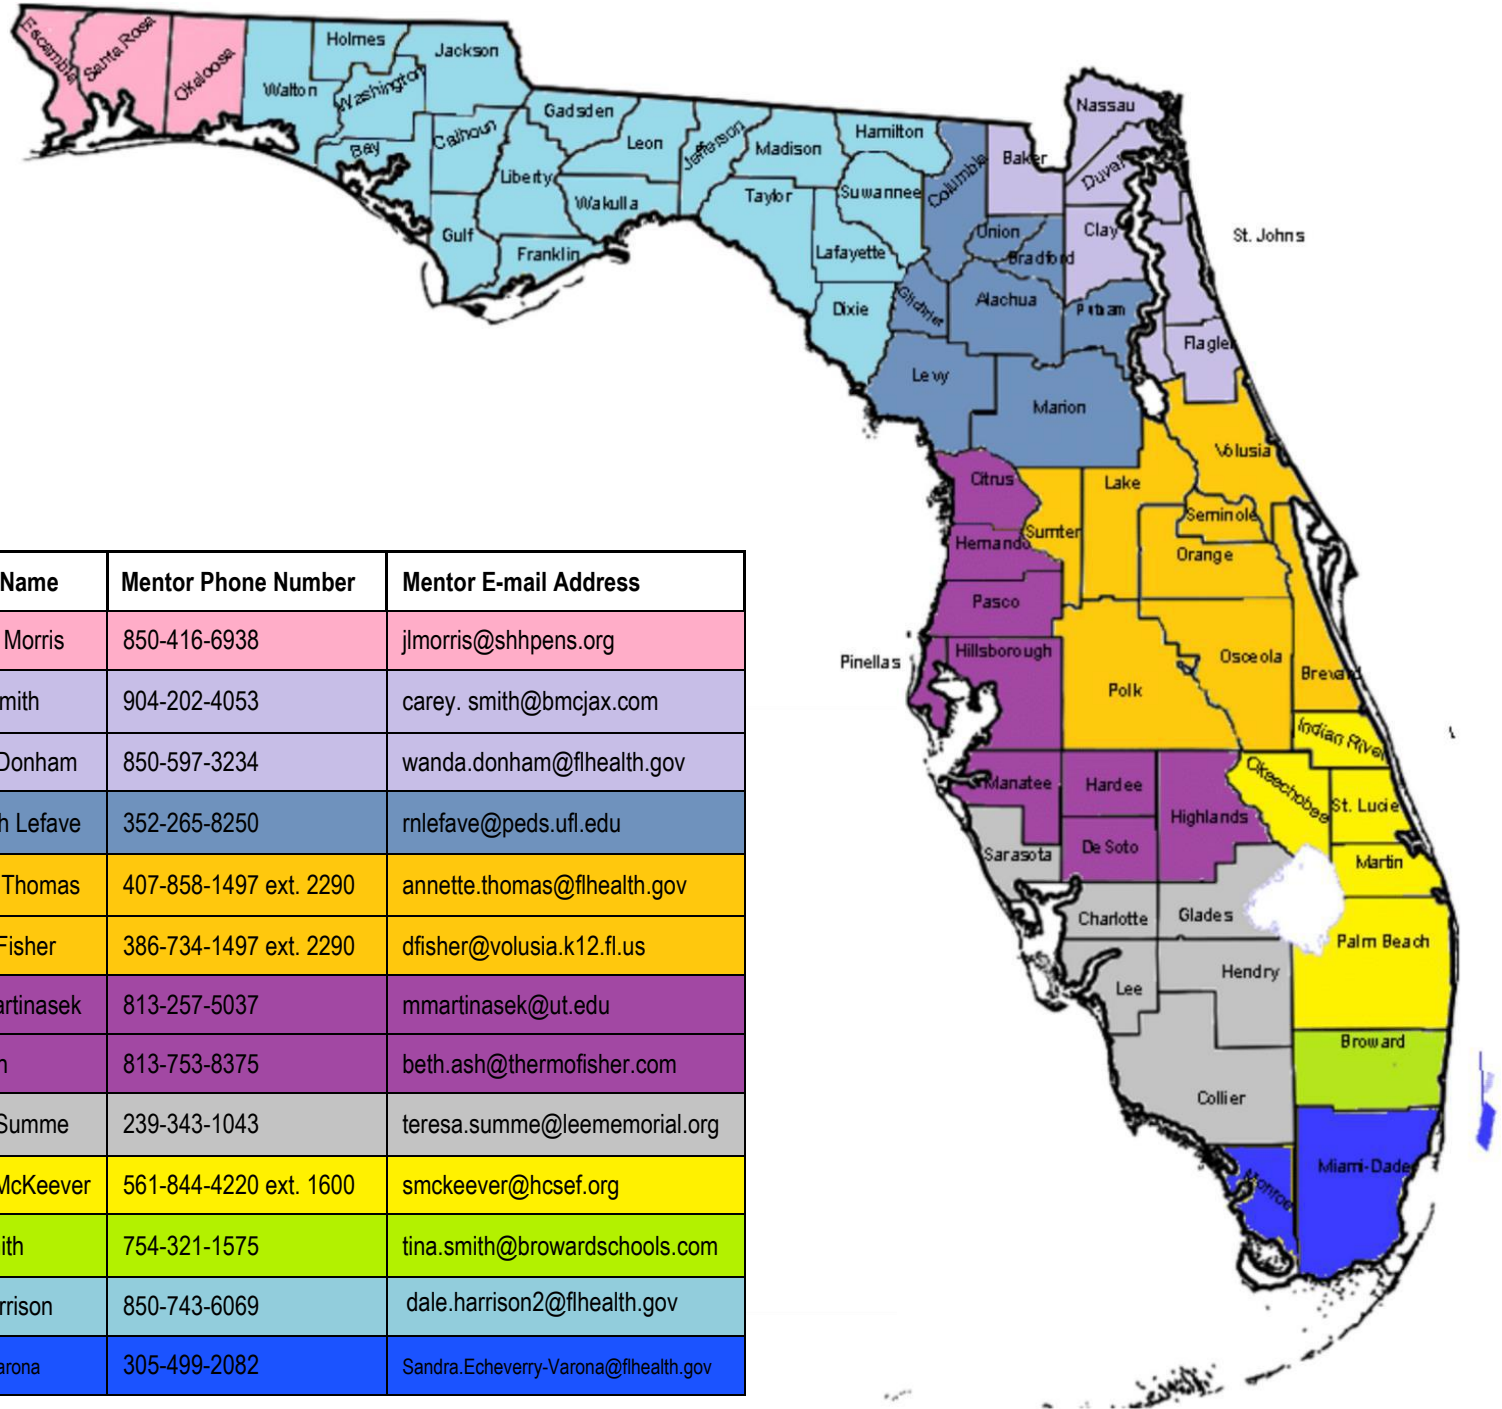 Escambia
Santa Rosa
Okaloosa
Walton
Holmes
Washington
Jackson
Bay
Calhoun
Gulf
Liberty
Gadsden
Franklin
Leon
Wakulla
Jefferson
Madison
Taylor
Hamilton
Suwannee
Lafayette
Dixie
Columbia
Baker
Nassau
Duval
Union
Bradford
Clay
St. Johns
Gilchrist
Alachua
Putnam
Flagler
Levy
Marion
Volusia
Citrus
Lake
Sumter
Seminole
Hernando
Orange
Pasco
Pinellas
Hillsborough
Polk
Osceola
Brevard
Indian River
Manatee
Hardee
Highlands
Okeechobee
St. Lucie
Sarasota
De Soto
Martin
Charlotte
Glades
Palm Beach
Lee
Hendry
Broward
Collier
Monroe
Miami-Dade
Name Mentor Phone Number Mentor E-mail Address
Morris 850-416-6938 jlmorris@shhpens.org
mith 904-202-4053 carey. smith@bmcjax.com
Donham 850-597-3234 wanda.donham@flhealth.gov
h Lefave 352-265-8250 rnlefave@peds.ufl.edu
Thomas 407-858-1497 ext. 2290 annette.thomas@flhealth.gov
Fisher 386-734-1497 ext. 2290 dfisher@volusia.k12.fl.us
artinasek 813-257-5037 mmartinasek@ut.edu
h 813-753-8375 beth.ash@thermofisher.com
Summe 239-343-1043 teresa.summe@leememorial.org
McKeever 561-844-4220 ext. 1600 smckeever@hcsef.org
ith 754-321-1575 tina.smith@browardschools.com
rrison 850-743-6069 dale.harrison2@flhealth.gov
arona 305-499-2082 Sandra.Echeverry-Varona@flhealth.gov